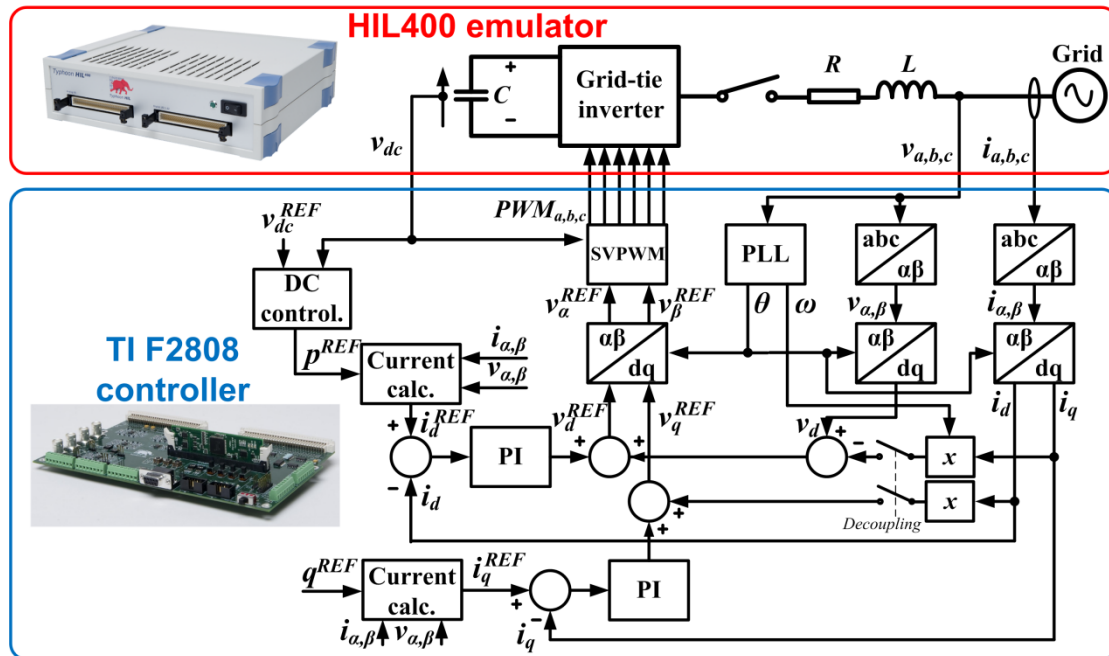 HIL400 emulator
Typhoon HIL
Grid-tie
inverter
C
+
−
R
L
Grid
v_dc
v_a,b,c
i_a,b,c
v_dc^REF
PWM_a,b,c
SVPWM
PLL
abc
αβ
abc
αβ
DC
control.
v_α^REF
v_β^REF
θ
ω
v_α,β
i_α,β
TI F2808
controller
p^REF
Current
calc.
i_α,β
v_α,β
αβ
dq
αβ
dq
αβ
dq
i_d^REF
v_d^REF
v_q^REF
v_d
i_d
i_q
+
−
i_d
PI
+
+
+
−
x
x
+
+
Decoupling
q^REF
Current
calc.
i_q^REF
+
−
PI
i_α,β
v_α,β
i_q